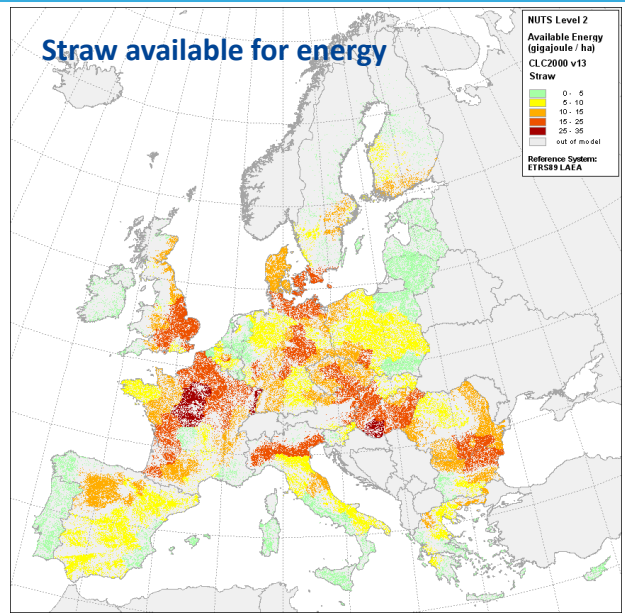 Straw available for energy
NUTS Level 2
Available Energy
(gigajoule / ha)
CLC2000 v13
Straw
0 - 5
5 - 10
10 - 15
15 - 25
25 - 35
out of model
Reference System:
ETRS89 LAEA